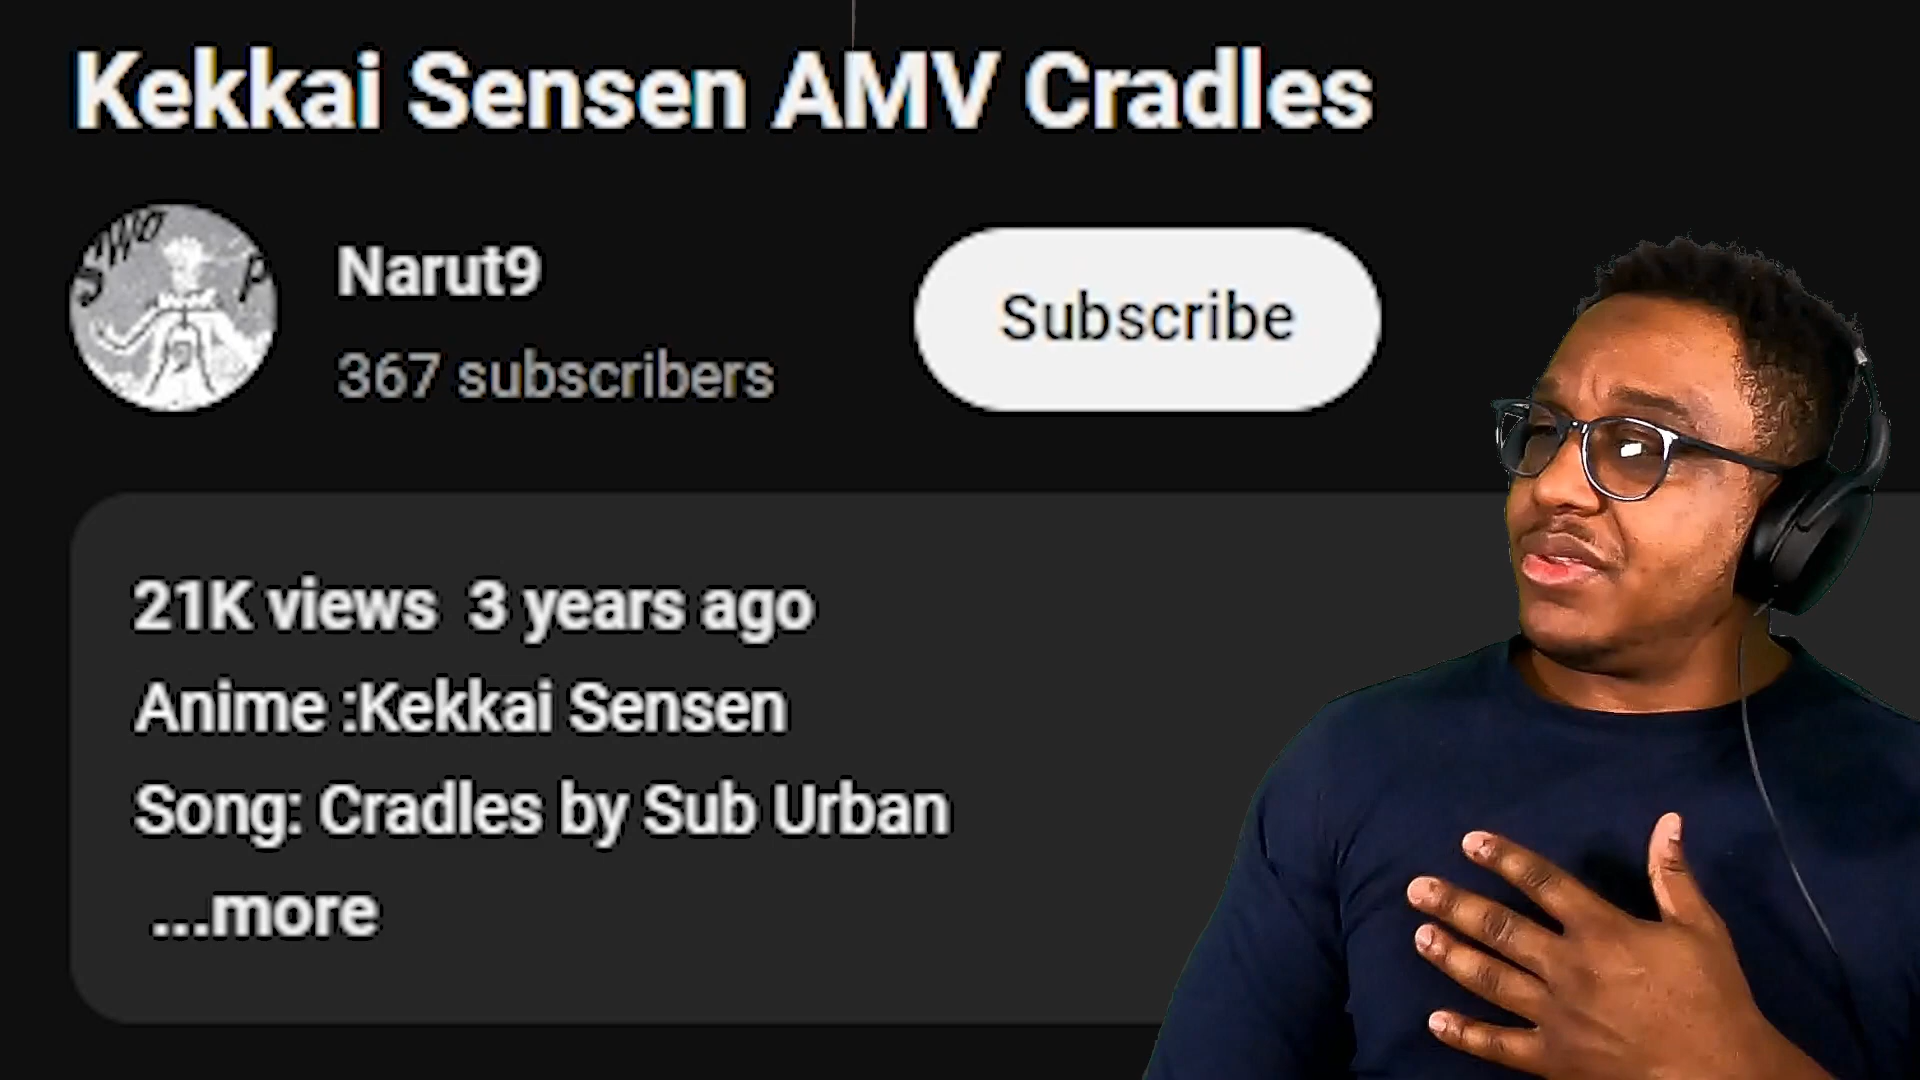 Kekkai Sensen AMV Cradles
SWO
P
Narut9
367 subscribers
Subscribe
21K views 3 years ago
Anime :Kekkai Sensen
Song: Cradles by Sub Urban
...more